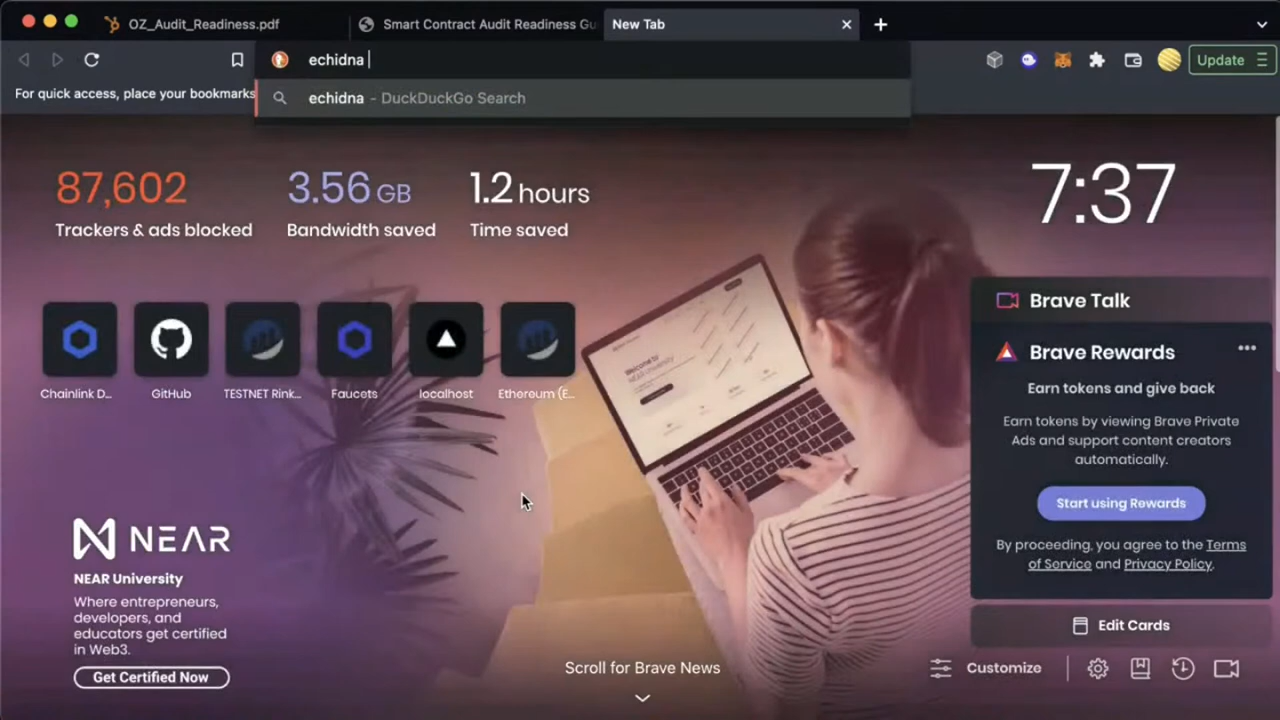 OZ_Audit_Readiness.pdf
Smart Contract Audit Readiness Gu
New Tab
echidna
Update
For quick access, place your bookmarks
echidna - DuckDuckGo Search
87,602
Trackers & ads blocked
3.56 GB
Bandwidth saved
1.2 hours
Time saved
7:37
Chainlink D...
GitHub
TESTNET Rink...
Faucets
localhost
Ethereum (E...
Brave Talk
Brave Rewards
Earn tokens and give back
Earn tokens by viewing Brave Private
Ads and support content creators
automatically.
Start using Rewards
By proceeding, you agree to the Terms
of Service and Privacy Policy.
Edit Cards
NEAR
NEAR University
Where entrepreneurs,
developers, and
educators get certified
in Web3.
Get Certified Now
Scroll for Brave News
Customize